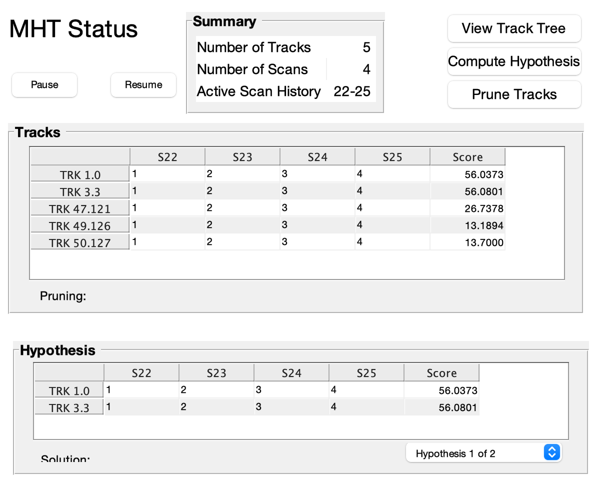 MHT Status
Pause
Resume
Summary
Number of Tracks 5
Number of Scans 4
Active Scan History 22-25
View Track Tree
Compute Hypothesis
Prune Tracks
Tracks
S22 S23 S24 S25 Score
TRK 1.0 1 2 3 4 56.0373
TRK 3.3 1 2 3 4 56.0801
TRK 47.121 1 2 3 4 26.7378
TRK 49.126 1 2 3 4 13.1894
TRK 50.127 1 2 3 4 13.7000
Pruning:
Hypothesis
S22 S23 S24 S25 Score
TRK 1.0 1 2 3 4 56.0373
TRK 3.3 1 2 3 4 56.0801
Solution:
Hypothesis 1 of 2